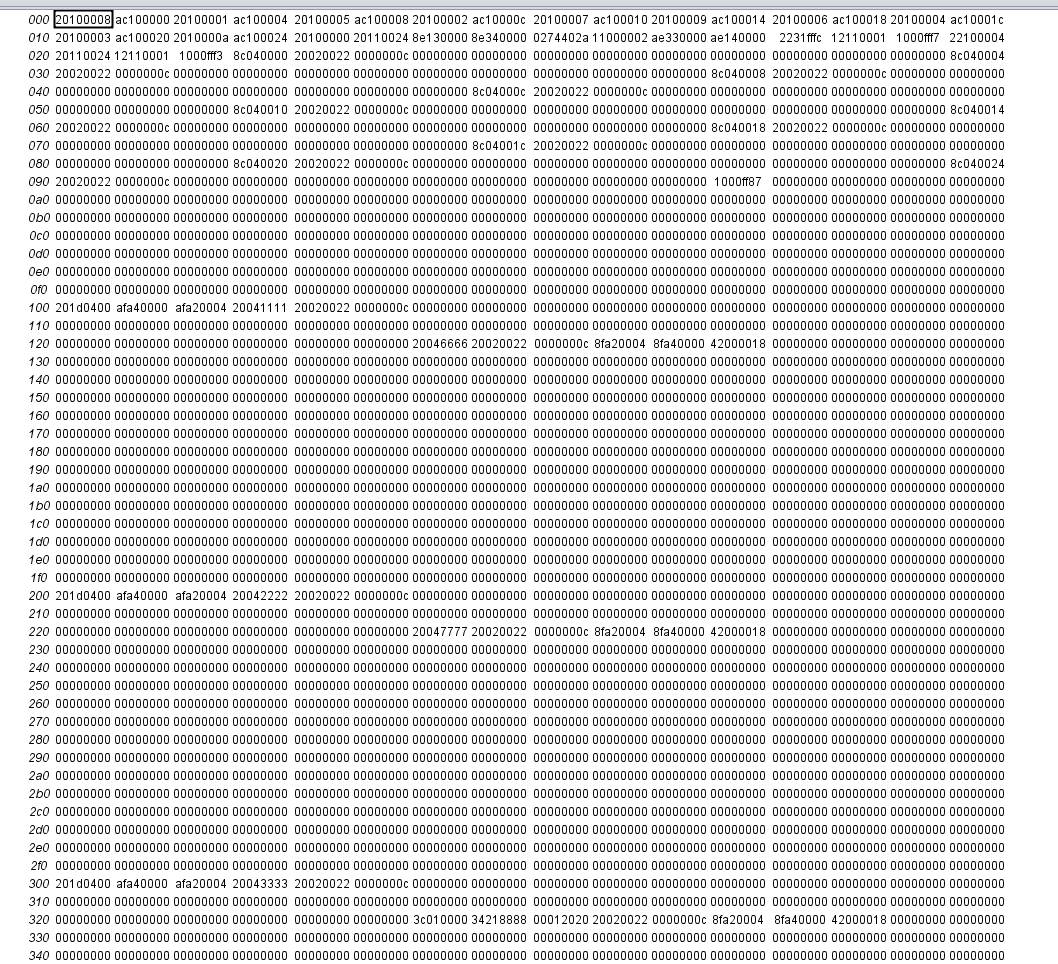 000 20100008 ac100000 20100001 ac100004 20100005 ac100008 20100002 ac10000c 20100007 ac100010 20100009 ac100014 20100006 ac100018 20100004 ac10001c
010 20100003 ac100020 2010000a ac100024 20100000 20110024 8e130000 8e340000 0274402a 11000002 ae330000 ae140000 2231fffc 12110001 1000fff7 22100004
020 20110024 12110001 1000fff3 8c040000 20020022 0000000c 00000000 00000000 00000000 00000000 00000000 00000000 00000000 00000000 00000000 8c040004
030 20020022 0000000c 00000000 00000000 00000000 00000000 00000000 00000000 00000000 00000000 00000000 8c040008 20020022 0000000c 00000000 00000000
040 00000000 00000000 00000000 00000000 00000000 00000000 00000000 8c04000c 20020022 0000000c 00000000 00000000 00000000 00000000 00000000 00000000
050 00000000 00000000 00000000 8c040010 20020022 0000000c 00000000 00000000 00000000 00000000 00000000 00000000 00000000 00000000 00000000 8c040014
060 20020022 0000000c 00000000 00000000 00000000 00000000 00000000 00000000 00000000 00000000 00000000 8c040018 20020022 0000000c 00000000 00000000
070 00000000 00000000 00000000 00000000 00000000 00000000 00000000 8c04001c 20020022 0000000c 00000000 00000000 00000000 00000000 00000000 00000000
080 00000000 00000000 00000000 8c040020 20020022 0000000c 00000000 00000000 00000000 00000000 00000000 00000000 00000000 00000000 00000000 8c040024
090 20020022 0000000c 00000000 00000000 00000000 00000000 00000000 00000000 00000000 00000000 00000000 1000ff87 00000000 00000000 00000000 00000000
0a0 00000000 00000000 00000000 00000000 00000000 00000000 00000000 00000000 00000000 00000000 00000000 00000000 00000000 00000000 00000000 00000000
0b0 00000000 00000000 00000000 00000000 00000000 00000000 00000000 00000000 00000000 00000000 00000000 00000000 00000000 00000000 00000000 00000000
0c0 00000000 00000000 00000000 00000000 00000000 00000000 00000000 00000000 00000000 00000000 00000000 00000000 00000000 00000000 00000000 00000000
0d0 00000000 00000000 00000000 00000000 00000000 00000000 00000000 00000000 00000000 00000000 00000000 00000000 00000000 00000000 00000000 00000000
0e0 00000000 00000000 00000000 00000000 00000000 00000000 00000000 00000000 00000000 00000000 00000000 00000000 00000000 00000000 00000000 00000000
0f0 00000000 00000000 00000000 00000000 00000000 00000000 00000000 00000000 00000000 00000000 00000000 00000000 00000000 00000000 00000000 00000000
100 201d0400 afa40000 afa20004 20041111 20020022 0000000c 00000000 00000000 00000000 00000000 00000000 00000000 00000000 00000000 00000000 00000000
110 00000000 00000000 00000000 00000000 00000000 00000000 00000000 00000000 00000000 00000000 00000000 00000000 00000000 00000000 00000000 00000000
120 00000000 00000000 00000000 00000000 00000000 00000000 20046666 20020022 0000000c 8fa20004 8fa40000 42000018 00000000 00000000 00000000 00000000
130 00000000 00000000 00000000 00000000 00000000 00000000 00000000 00000000 00000000 00000000 00000000 00000000 00000000 00000000 00000000 00000000
140 00000000 00000000 00000000 00000000 00000000 00000000 00000000 00000000 00000000 00000000 00000000 00000000 00000000 00000000 00000000 00000000
150 00000000 00000000 00000000 00000000 00000000 00000000 00000000 00000000 00000000 00000000 00000000 00000000 00000000 00000000 00000000 00000000
160 00000000 00000000 00000000 00000000 00000000 00000000 00000000 00000000 00000000 00000000 00000000 00000000 00000000 00000000 00000000 00000000
170 00000000 00000000 00000000 00000000 00000000 00000000 00000000 00000000 00000000 00000000 00000000 00000000 00000000 00000000 00000000 00000000
180 00000000 00000000 00000000 00000000 00000000 00000000 00000000 00000000 00000000 00000000 00000000 00000000 00000000 00000000 00000000 00000000
190 00000000 00000000 00000000 00000000 00000000 00000000 00000000 00000000 00000000 00000000 00000000 00000000 00000000 00000000 00000000 00000000
1a0 00000000 00000000 00000000 00000000 00000000 00000000 00000000 00000000 00000000 00000000 00000000 00000000 00000000 00000000 00000000 00000000
1b0 00000000 00000000 00000000 00000000 00000000 00000000 00000000 00000000 00000000 00000000 00000000 00000000 00000000 00000000 00000000 00000000
1c0 00000000 00000000 00000000 00000000 00000000 00000000 00000000 00000000 00000000 00000000 00000000 00000000 00000000 00000000 00000000 00000000
1d0 00000000 00000000 00000000 00000000 00000000 00000000 00000000 00000000 00000000 00000000 00000000 00000000 00000000 00000000 00000000 00000000
1e0 00000000 00000000 00000000 00000000 00000000 00000000 00000000 00000000 00000000 00000000 00000000 00000000 00000000 00000000 00000000 00000000
1f0 00000000 00000000 00000000 00000000 00000000 00000000 00000000 00000000 00000000 00000000 00000000 00000000 00000000 00000000 00000000 00000000
200 201d0400 afa40000 afa20004 20042222 20020022 0000000c 00000000 00000000 00000000 00000000 00000000 00000000 00000000 00000000 00000000 00000000
210 00000000 00000000 00000000 00000000 00000000 00000000 00000000 00000000 00000000 00000000 00000000 00000000 00000000 00000000 00000000 00000000
220 00000000 00000000 00000000 00000000 00000000 00000000 20047777 20020022 0000000c 8fa20004 8fa40000 42000018 00000000 00000000 00000000 00000000
230 00000000 00000000 00000000 00000000 00000000 00000000 00000000 00000000 00000000 00000000 00000000 00000000 00000000 00000000 00000000 00000000
240 00000000 00000000 00000000 00000000 00000000 00000000 00000000 00000000 00000000 00000000 00000000 00000000 00000000 00000000 00000000 00000000
250 00000000 00000000 00000000 00000000 00000000 00000000 00000000 00000000 00000000 00000000 00000000 00000000 00000000 00000000 00000000 00000000
260 00000000 00000000 00000000 00000000 00000000 00000000 00000000 00000000 00000000 00000000 00000000 00000000 00000000 00000000 00000000 00000000
270 00000000 00000000 00000000 00000000 00000000 00000000 00000000 00000000 00000000 00000000 00000000 00000000 00000000 00000000 00000000 00000000
280 00000000 00000000 00000000 00000000 00000000 00000000 00000000 00000000 00000000 00000000 00000000 00000000 00000000 00000000 00000000 00000000
290 00000000 00000000 00000000 00000000 00000000 00000000 00000000 00000000 00000000 00000000 00000000 00000000 00000000 00000000 00000000 00000000
2a0 00000000 00000000 00000000 00000000 00000000 00000000 00000000 00000000 00000000 00000000 00000000 00000000 00000000 00000000 00000000 00000000
2b0 00000000 00000000 00000000 00000000 00000000 00000000 00000000 00000000 00000000 00000000 00000000 00000000 00000000 00000000 00000000 00000000
2c0 00000000 00000000 00000000 00000000 00000000 00000000 00000000 00000000 00000000 00000000 00000000 00000000 00000000 00000000 00000000 00000000
2d0 00000000 00000000 00000000 00000000 00000000 00000000 00000000 00000000 00000000 00000000 00000000 00000000 00000000 00000000 00000000 00000000
2e0 00000000 00000000 00000000 00000000 00000000 00000000 00000000 00000000 00000000 00000000 00000000 00000000 00000000 00000000 00000000 00000000
2f0 00000000 00000000 00000000 00000000 00000000 00000000 00000000 00000000 00000000 00000000 00000000 00000000 00000000 00000000 00000000 00000000
300 201d0400 afa40000 afa20004 20043333 20020022 0000000c 00000000 00000000 00000000 00000000 00000000 00000000 00000000 00000000 00000000 00000000
310 00000000 00000000 00000000 00000000 00000000 00000000 00000000 00000000 00000000 00000000 00000000 00000000 00000000 00000000 00000000 00000000
320 00000000 00000000 00000000 00000000 00000000 00000000 3c010000 34218888 00012020 20020022 0000000c 8fa20004 8fa40000 42000018 00000000 00000000
330 00000000 00000000 00000000 00000000 00000000 00000000 00000000 00000000 00000000 00000000 00000000 00000000 00000000 00000000 00000000 00000000
340 00000000 00000000 00000000 00000000 00000000 00000000 00000000 00000000 00000000 00000000 00000000 00000000 00000000 00000000 00000000 00000000